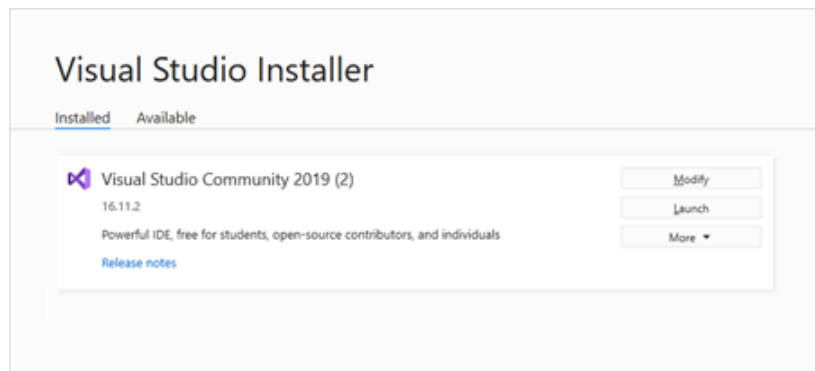 Visual Studio Installer
Installed Available
Visual Studio Community 2019 (2)
16.11.2
Powerful IDE, free for students, open-source contributors, and individuals
Release notes
Modify
Launch
More